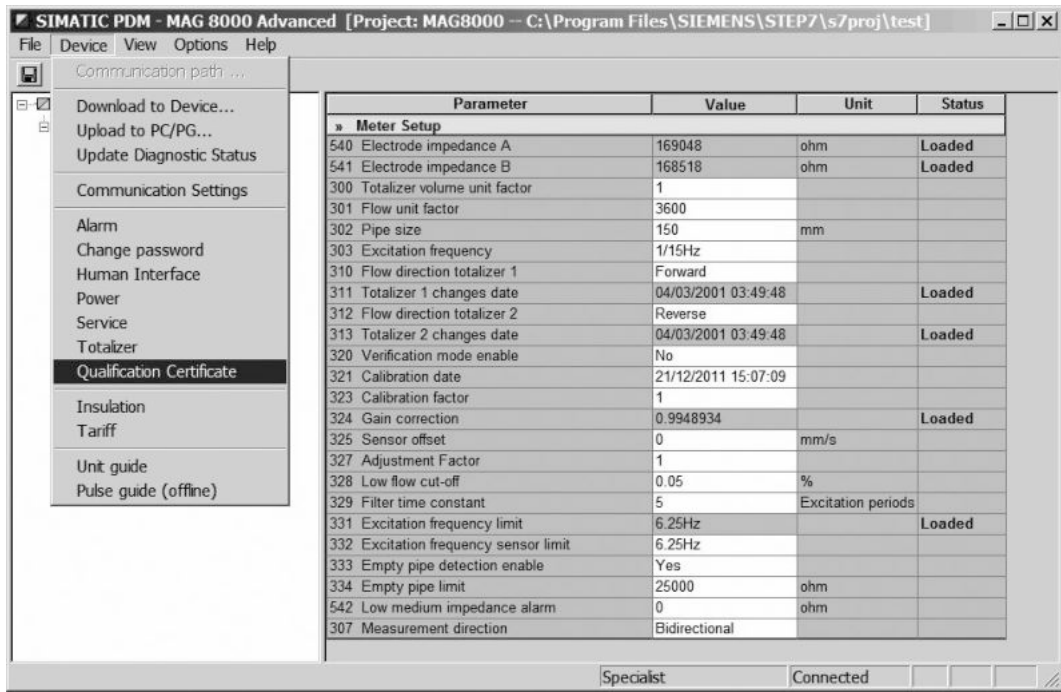 SIMATIC PDM - MAG 8000 Advanced [Project: MAG8000 -- C:\Program Files\SIEMENS\STEP7\s7proj\test]
File Device View Options Help
Communication path ...
Download to Device...
Upload to PC/PG...
Update Diagnostic Status
Communication Settings
Alarm
Change password
Human Interface
Power
Service
Totalizer
Qualification Certificate
Insulation
Tariff
Unit guide
Pulse guide (offline)
Parameter Value Unit Status
» Meter Setup
540 Electrode impedance A 169048 ohm Loaded
541 Electrode impedance B 168518 ohm Loaded
300 Totalizer volume unit factor 1
301 Flow unit factor 3600
302 Pipe size 150 mm
303 Excitation frequency 1/15Hz
310 Flow direction totalizer 1 Forward
311 Totalizer 1 changes date 04/03/2001 03:49:48 Loaded
312 Flow direction totalizer 2 Reverse
313 Totalizer 2 changes date 04/03/2001 03:49:48 Loaded
320 Verification mode enable No
321 Calibration date 21/12/2011 15:07:09
323 Calibration factor 1
324 Gain correction 0.9948934 Loaded
325 Sensor offset 0 mm/s
327 Adjustment Factor 1
328 Low flow cut-off 0.05 %
329 Filter time constant 5 Excitation periods
331 Excitation frequency limit 6.25Hz Loaded
332 Excitation frequency sensor limit 6.25Hz
333 Empty pipe detection enable Yes
334 Empty pipe limit 25000 ohm
542 Low medium impedance alarm 0 ohm
307 Measurement direction Bidirectional
Specialist Connected